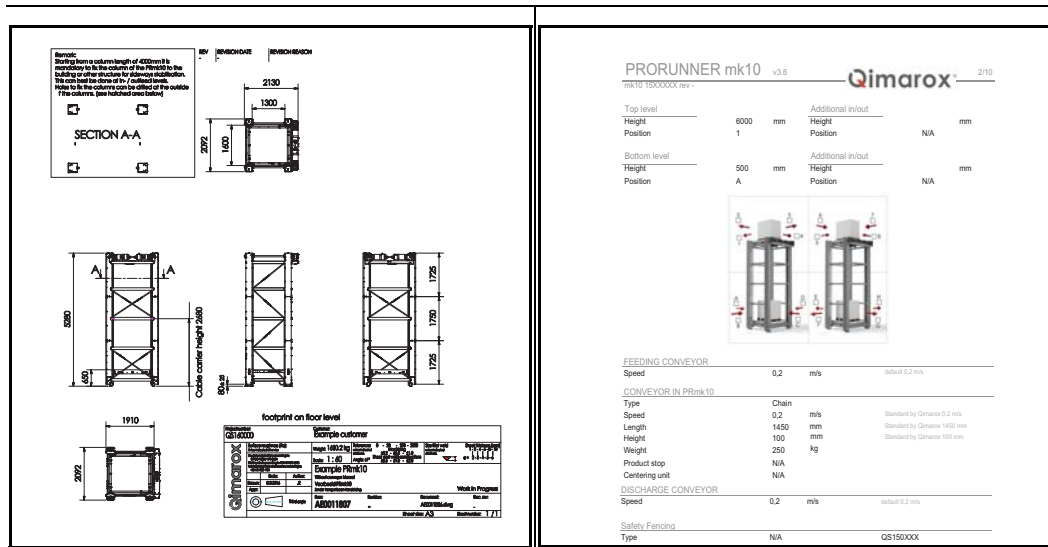 Remark:
Starting from a column length of 4000mm it is
mandatory to fix the column of the PRmk10 to the
building or other structure for sideways stabilisation.
This can best be done at in- / outfeed levels.
Holes to fix the columns can be drilled at the outside
of the columns. (see hatched area below)
SECTION A-A
REV REVISION DATE REVISION REASON
- -
2130
1300
2092
1600
A A
5280
650
Cable carrier height 2680
80±25
1725
1750
1725
1910
2092
footprint on floor level
QS160000
Example customer
Qimarox
1 : 60
Example PRmk10
Work in Progress
AE0011807
A3
1 / 1
PRORUNNER mk10 v3.6
Qimarox
2/10
mk10 15XXXXX rev -
Top level Additional in/out
Height 6000 mm Height mm
Position 1 Position N/A
Bottom level Additional in/out
Height 500 mm Height mm
Position A Position N/A
FEEDING CONVEYOR
Speed 0,2 m/s default 0,2 m/s
CONVEYOR IN PRmk10
Type Chain
Speed 0,2 m/s Standard by Qimarox 0,2 m/s
Length 1450 mm Standard by Qimarox 1450 mm
Height 100 mm Standard by Qimarox 100 mm
Weight 250 kg
Product stop N/A
Centering unit N/A
DISCHARGE CONVEYOR
Speed 0,2 m/s default 0,2 m/s
Safety Fencing
Type N/A QS150XXX